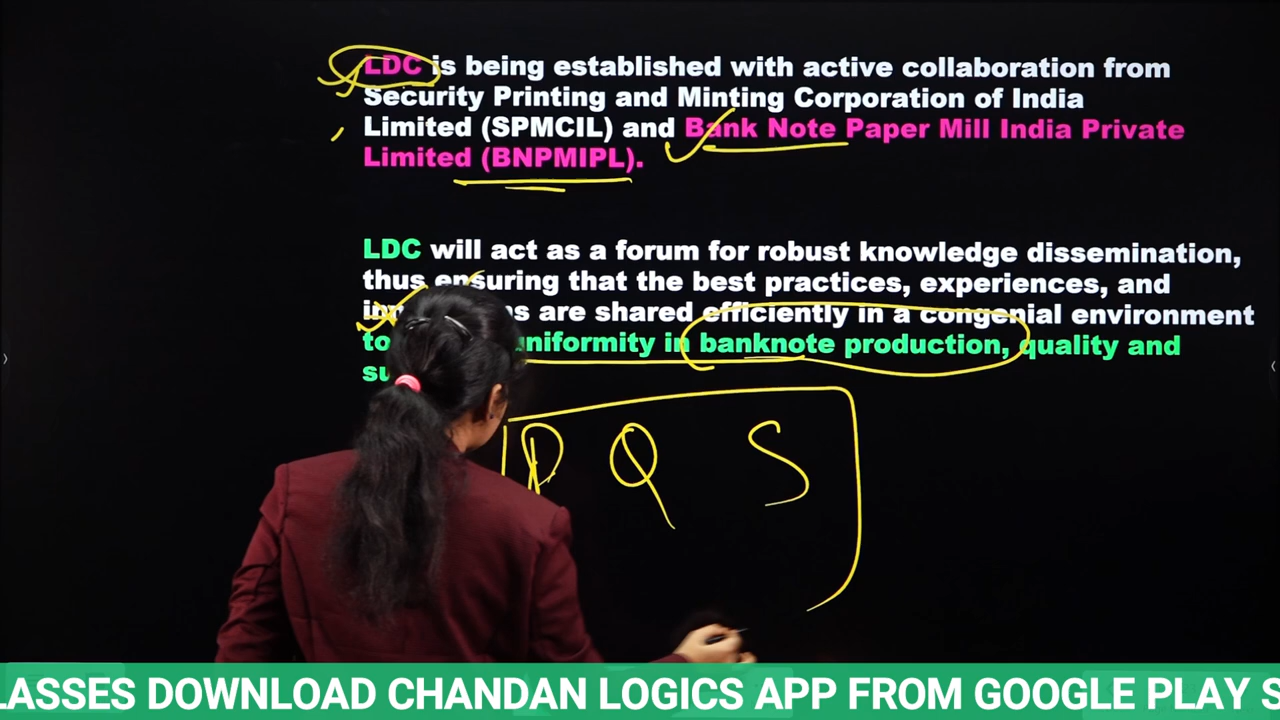 LDC is being established with active collaboration from
Security Printing and Minting Corporation of India
Limited (SPMCIL) and Bank Note Paper Mill India Private
Limited (BNPMIPL).
LDC will act as a forum for robust knowledge dissemination,
thus ensuring that the best practices, experiences, and
are shared efficiently in a congenial environment
to uniformity in banknote production, quality and
P Q S
LASSES DOWNLOAD CHANDAN LOGICS APP FROM GOOGLE PLAY S